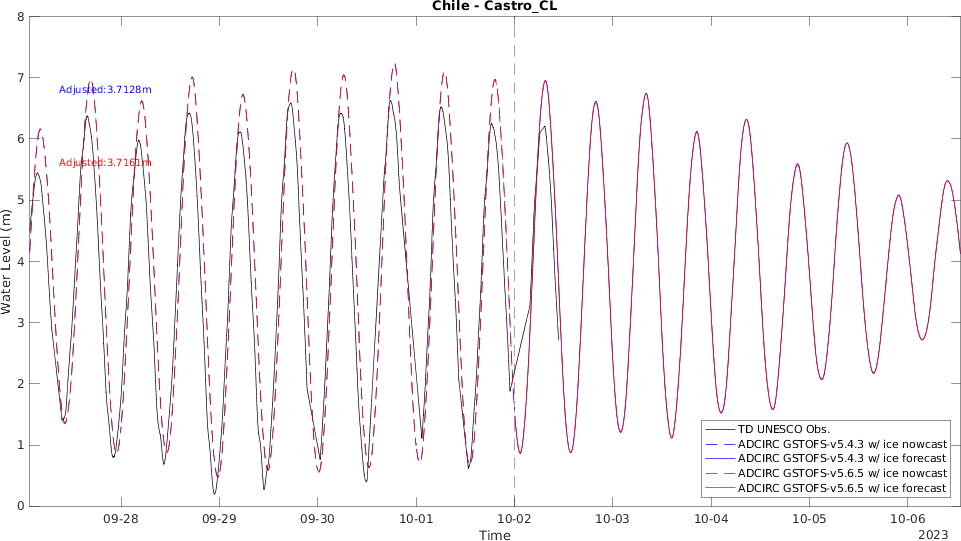 Chile - Castro_CL
8
7
6
5
4
3
2
1
0
Water Level (m)
Adjusted:3.7128m
Adjusted:3.7161m
TD UNESCO Obs.
ADCIRC GSTOFS-v5.4.3 w/ ice nowcast
ADCIRC GSTOFS-v5.4.3 w/ ice forecast
ADCIRC GSTOFS-v5.6.5 w/ ice nowcast
ADCIRC GSTOFS-v5.6.5 w/ ice forecast
09-28 09-29 09-30 10-01 10-02 10-03 10-04 10-05 10-06
Time
2023